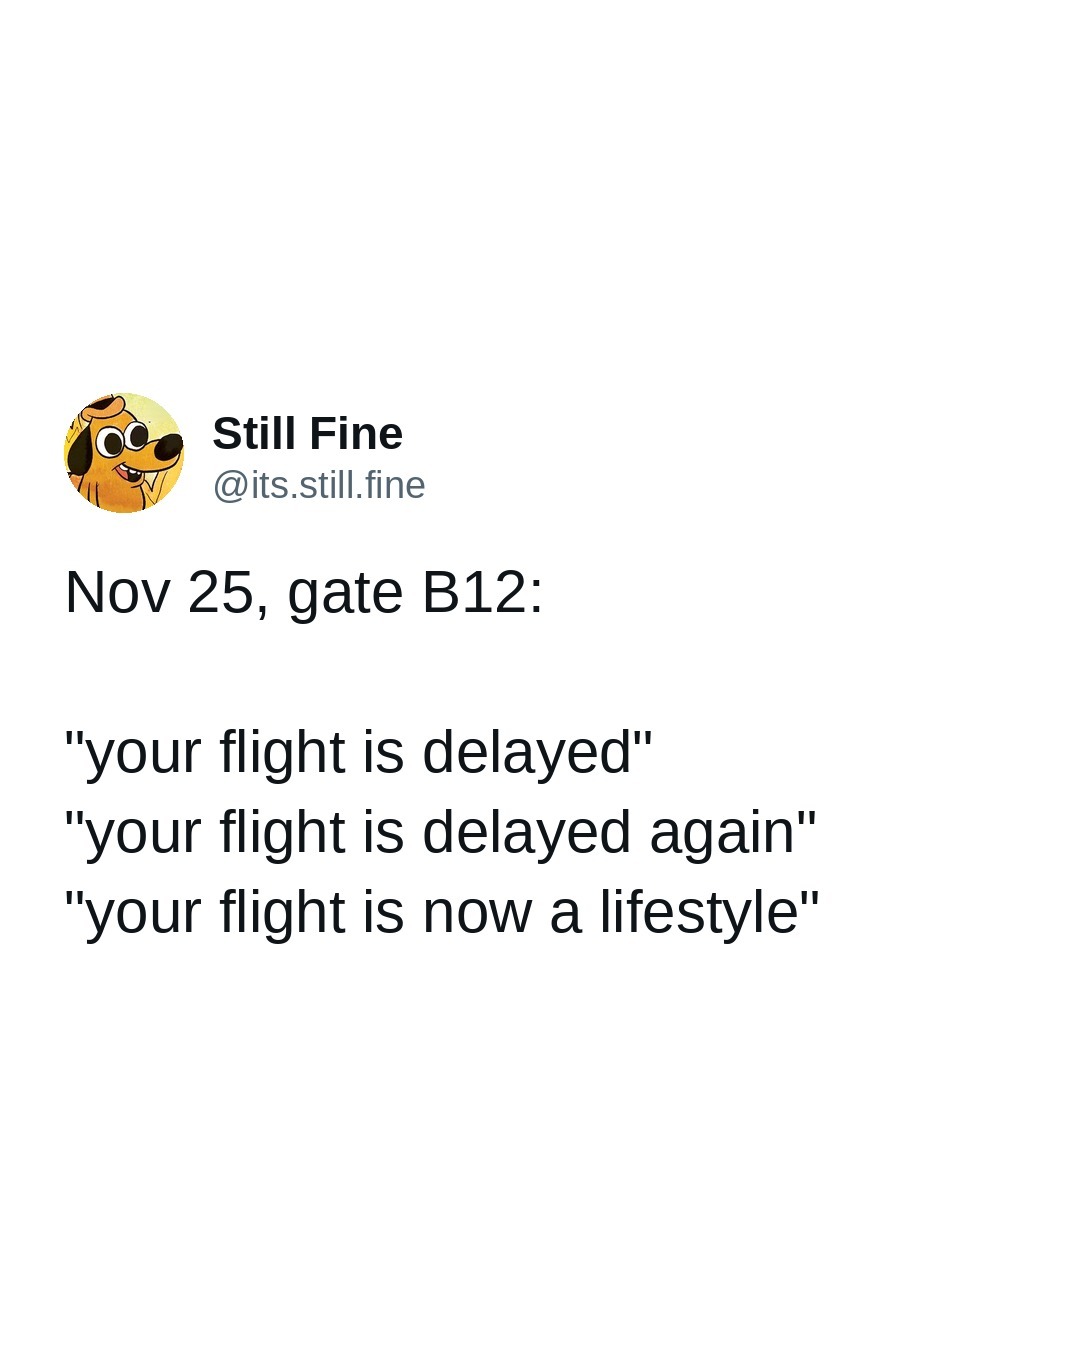 Still Fine
@its.still.fine
Nov 25, gate B12:
"your flight is delayed"
"your flight is delayed again"
"your flight is now a lifestyle"